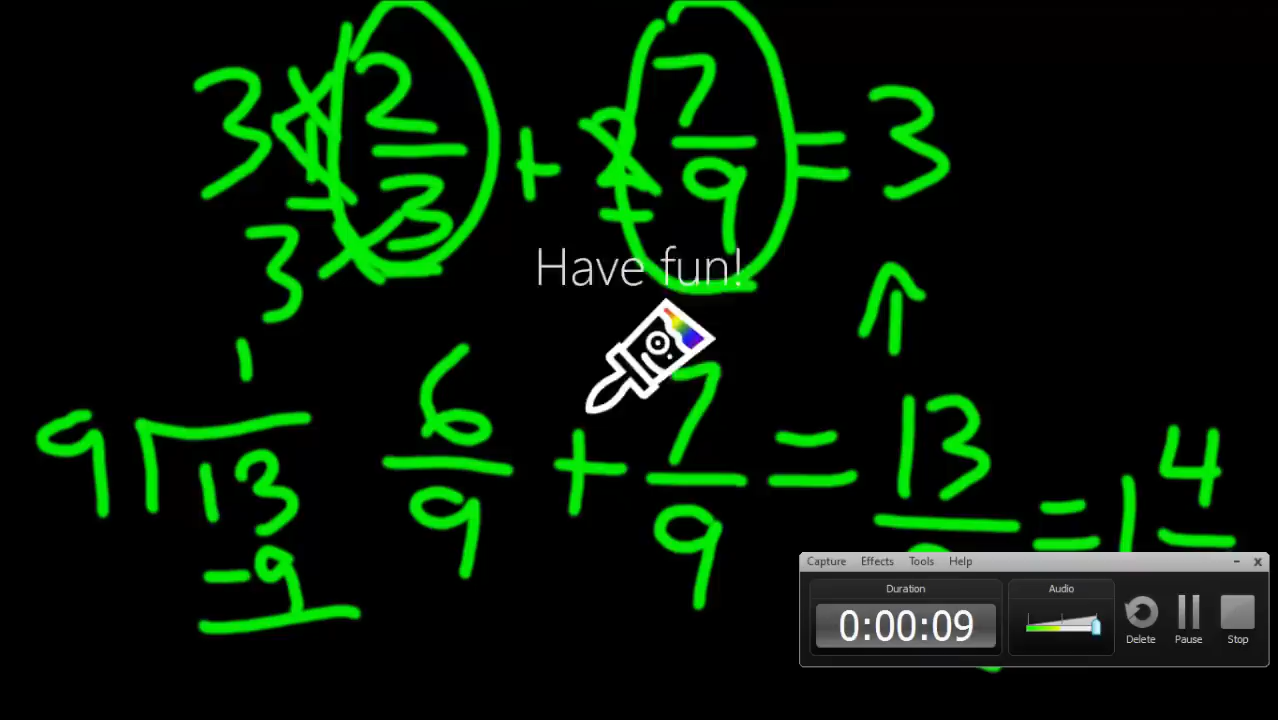 3 2/3 + 7/9 = 3
3
Have fun!
1
9 13 6/9 + 7/9 = 13 = 1 4
-9
Capture Effects Tools Help
Duration Audio
0:00:09
Delete Pause Stop